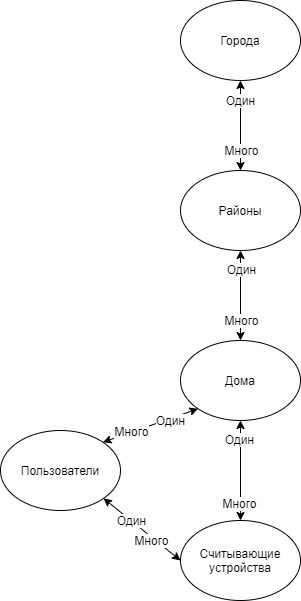 Города
Один
Много
Районы
Один
Много
Дома
Один
Много
Один
Пользователи
Много
Один
Много
Считывающие
устройства